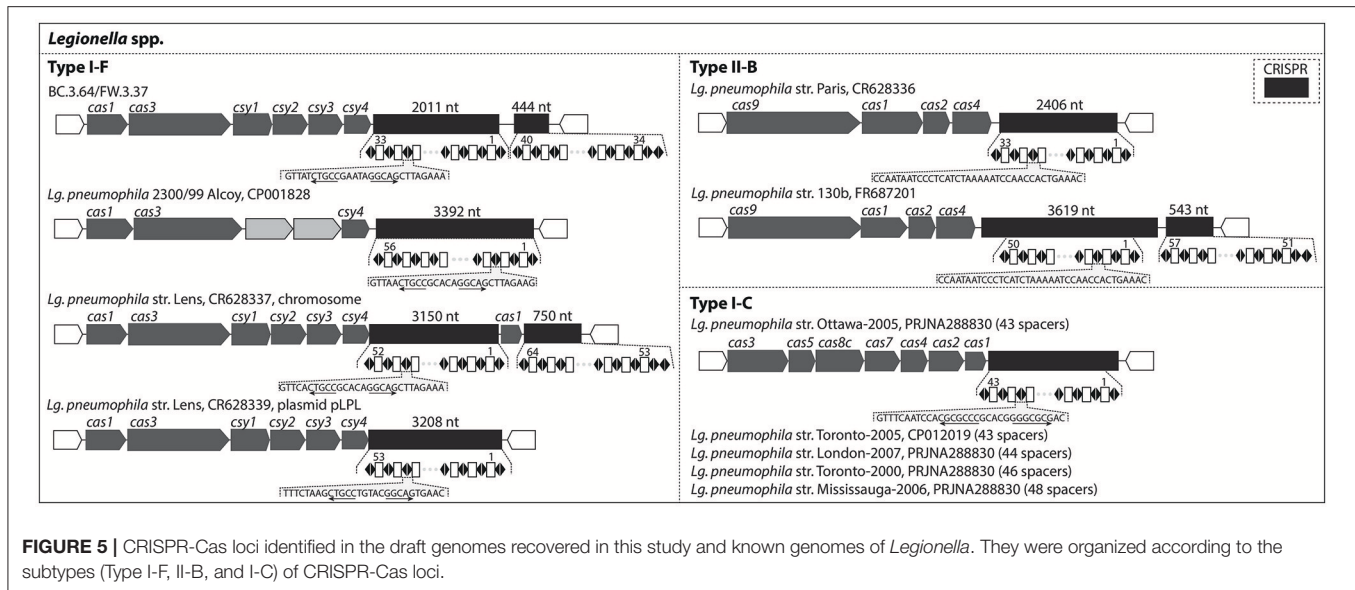 Legionella spp.
Type I-F
BC.3.64/FW.3.37
cas1 cas3 csy1 csy2 csy3 csy4 2011 nt 444 nt
33 1 40 34
GTTATCTGCCGAATAGGCAGCTTAGAAA
Lg. pneumophila 2300/99 Alcoy, CP001828
cas1 cas3 csy4 3392 nt
56 1
GTTAACTGCCGCACAGGCAGCTTAGAAG
Lg. pneumophila str. Lens, CR628337, chromosome
cas1 cas3 csy1 csy2 csy3 csy4 3150 nt cas1 750 nt
52 1 64 53
GTTCACTGCCGCACAGGCAGCTTAGAAA
Lg. pneumophila str. Lens, CR628339, plasmid pLPL
cas1 cas3 csy1 csy2 csy3 csy4 3208 nt
53 1
TTTCTAAGCTGCCTGTACGGCAGTGAAC
Type II-B
CRISPR
Lg. pneumophila str. Paris, CR628336
cas9 cas1 cas2 cas4 2406 nt
33 1
CCAATAATCCCTCATCTAAAAATCCAACCACTGAAAC
Lg. pneumophila str. 130b, FR687201
cas9 cas1 cas2 cas4 3619 nt 543 nt
50 1 57 51
CCAATAATCCCTCATCTAAAAATCCAACCACTGAAAC
Type I-C
Lg. pneumophila str. Ottawa-2005, PRJNA288830 (43 spacers)
cas3 cas5 cas8c cas7 cas4 cas2 cas1
43 1
GTTTCAATCCACGCGCCCGCACGGGGCGCGAC
Lg. pneumophila str. Toronto-2005, CP012019 (43 spacers)
Lg. pneumophila str. London-2007, PRJNA288830 (44 spacers)
Lg. pneumophila str. Toronto-2000, PRJNA288830 (46 spacers)
Lg. pneumophila str. Mississauga-2006, PRJNA288830 (48 spacers)
FIGURE 5 | CRISPR-Cas loci identified in the draft genomes recovered in this study and known genomes of Legionella. They were organized according to the
subtypes (Type I-F, II-B, and I-C) of CRISPR-Cas loci.